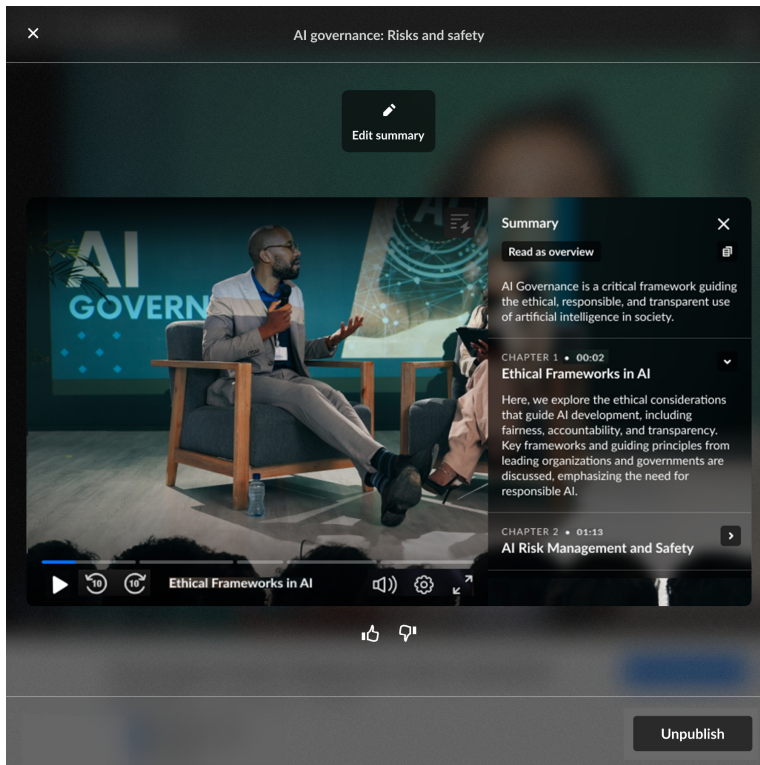 AI governance: Risks and safety
Edit summary
AI
GOVERN
AI
Summary
Read as overview
AI Governance is a critical framework guiding
the ethical, responsible, and transparent use
of artificial intelligence in society.
CHAPTER 1 • 00:02
Ethical Frameworks in AI
Here, we explore the ethical considerations
that guide AI development, including
fairness, accountability, and transparency.
Key frameworks and guiding principles from
leading organizations and governments are
discussed, emphasizing the need for
responsible AI.
CHAPTER 2 • 01:13
AI Risk Management and Safety
10
10
Ethical Frameworks in AI
Unpublish